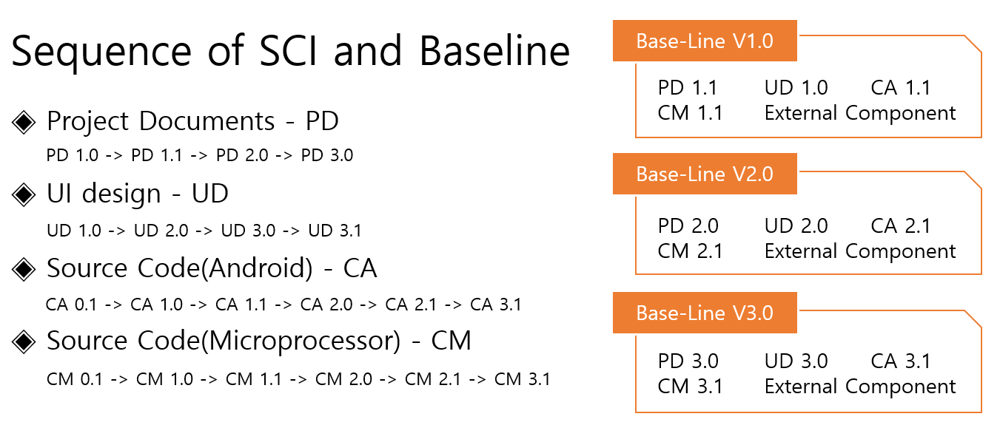 Sequence of SCI and Baseline
Project Documents - PD
PD 1.0 -> PD 1.1 -> PD 2.0 -> PD 3.0
UI design - UD
UD 1.0 -> UD 2.0 -> UD 3.0 -> UD 3.1
Source Code(Android) - CA
CA 0.1 -> CA 1.0 -> CA 1.1 -> CA 2.0 -> CA 2.1 -> CA 3.1
Source Code(Microprocessor) - CM
CM 0.1 -> CM 1.0 -> CM 1.1 -> CM 2.0 -> CM 2.1 -> CM 3.1
Base-Line V1.0
PD 1.1 UD 1.0 CA 1.1
CM 1.1 External Component
Base-Line V2.0
PD 2.0 UD 2.0 CA 2.1
CM 2.1 External Component
Base-Line V3.0
PD 3.0 UD 3.0 CA 3.1
CM 3.1 External Component